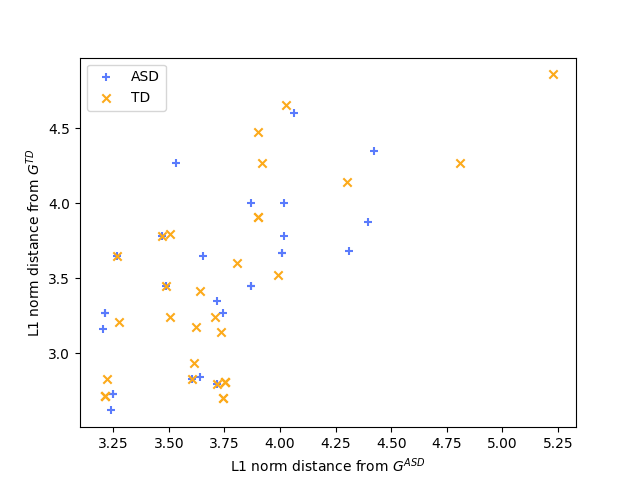 ASD
TD
4.5
4.0
3.5
3.0
L1 norm distance from G^{TD}
3.25 3.50 3.75 4.00 4.25 4.50 4.75 5.00 5.25
L1 norm distance from G^{ASD}